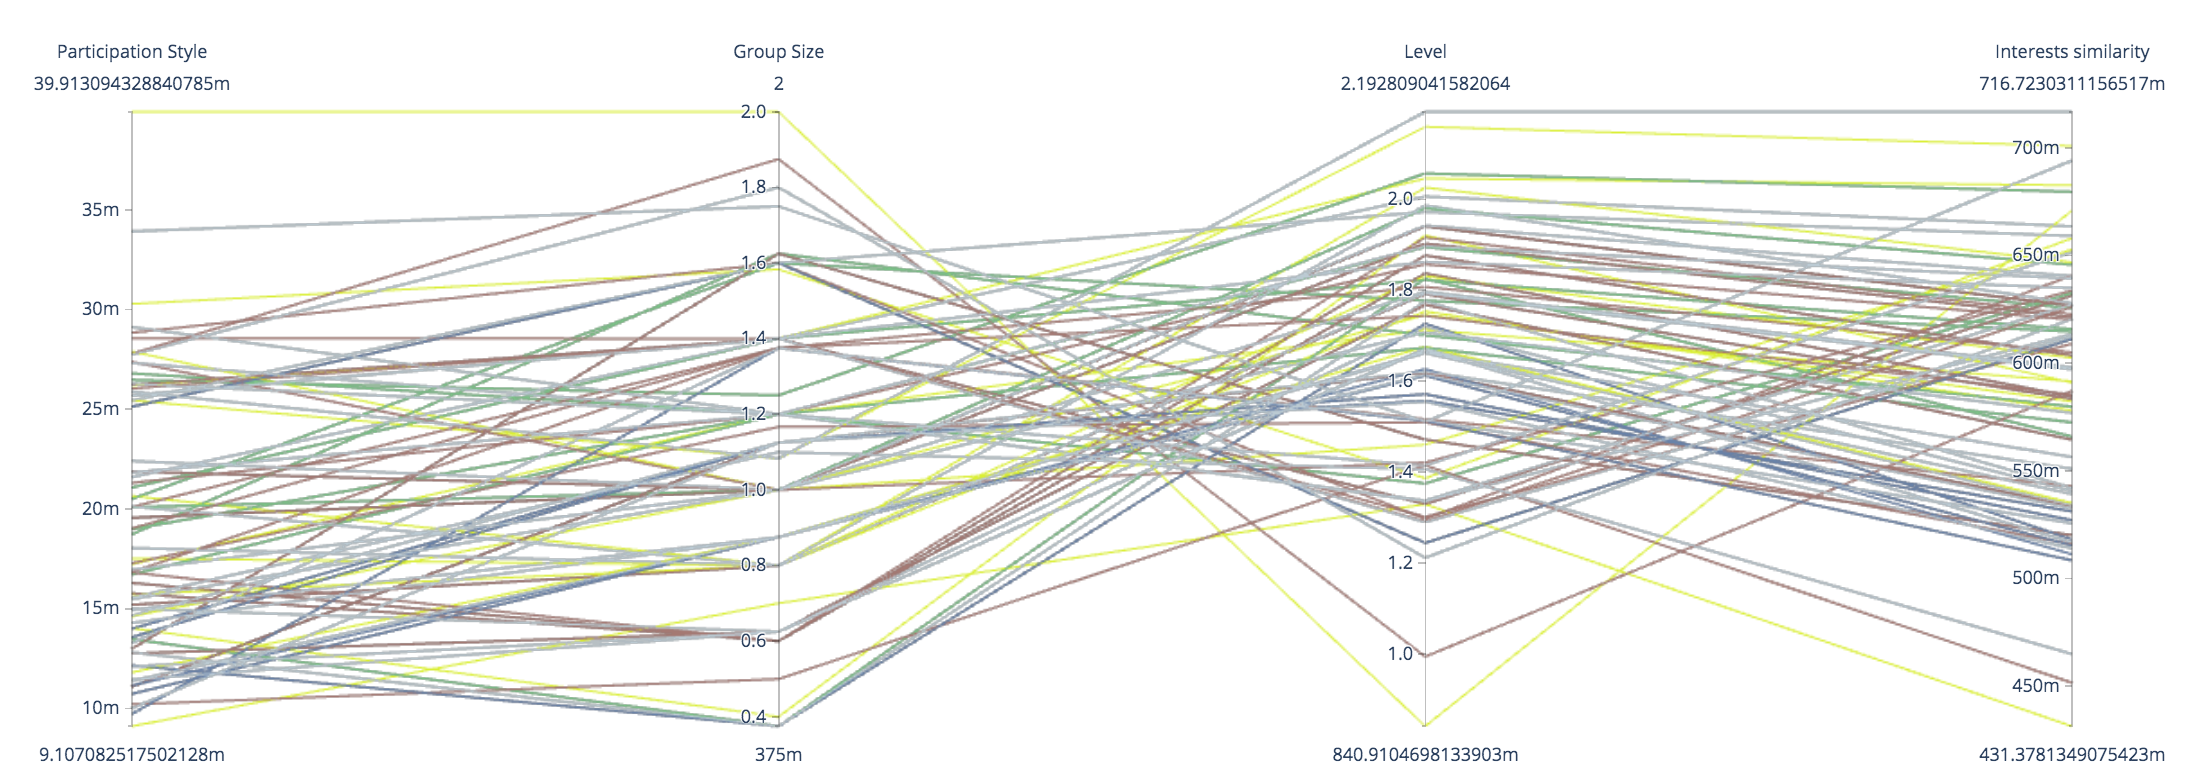 Participation Style
Group Size
Level
Interests similarity
39.913094328840785m
2
2.192809041582064
716.7230311156517m
35m
30m
25m
20m
15m
10m
2.0
1.8
1.6
1.4
1.2
1.0
0.8
0.6
0.4
2.0
1.8
1.6
1.4
1.2
1.0
700m
650m
600m
550m
500m
450m
9.107082517502128m
375m
840.9104698133903m
431.3781349075423m